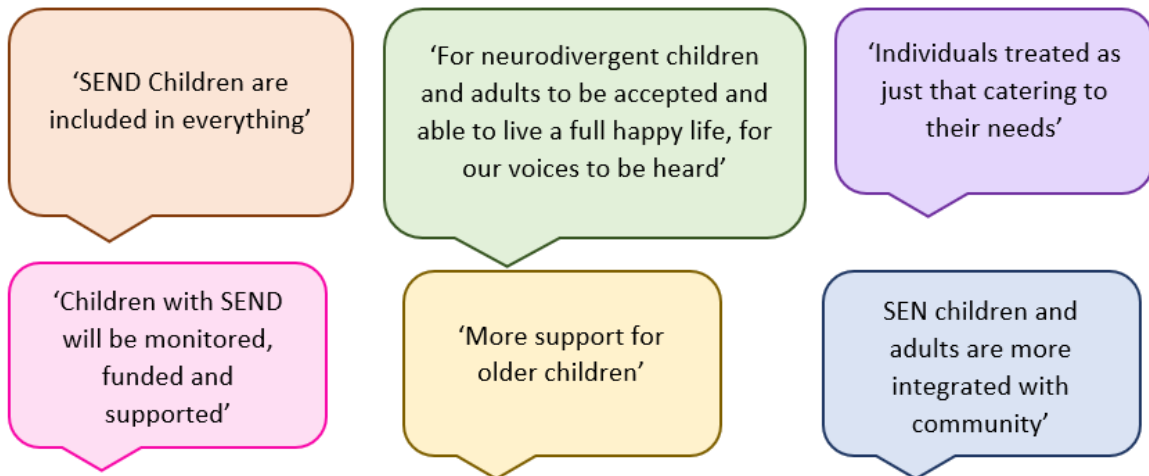 ‘SEND Children are
included in everything’
‘For neurodivergent children
and adults to be accepted and
able to live a full happy life, for
our voices to be heard’
‘Individuals treated as
just that catering to
their needs’
‘Children with SEND
will be monitored,
funded and
supported’
‘More support for
older children’
SEN children and
adults are more
integrated with
community’